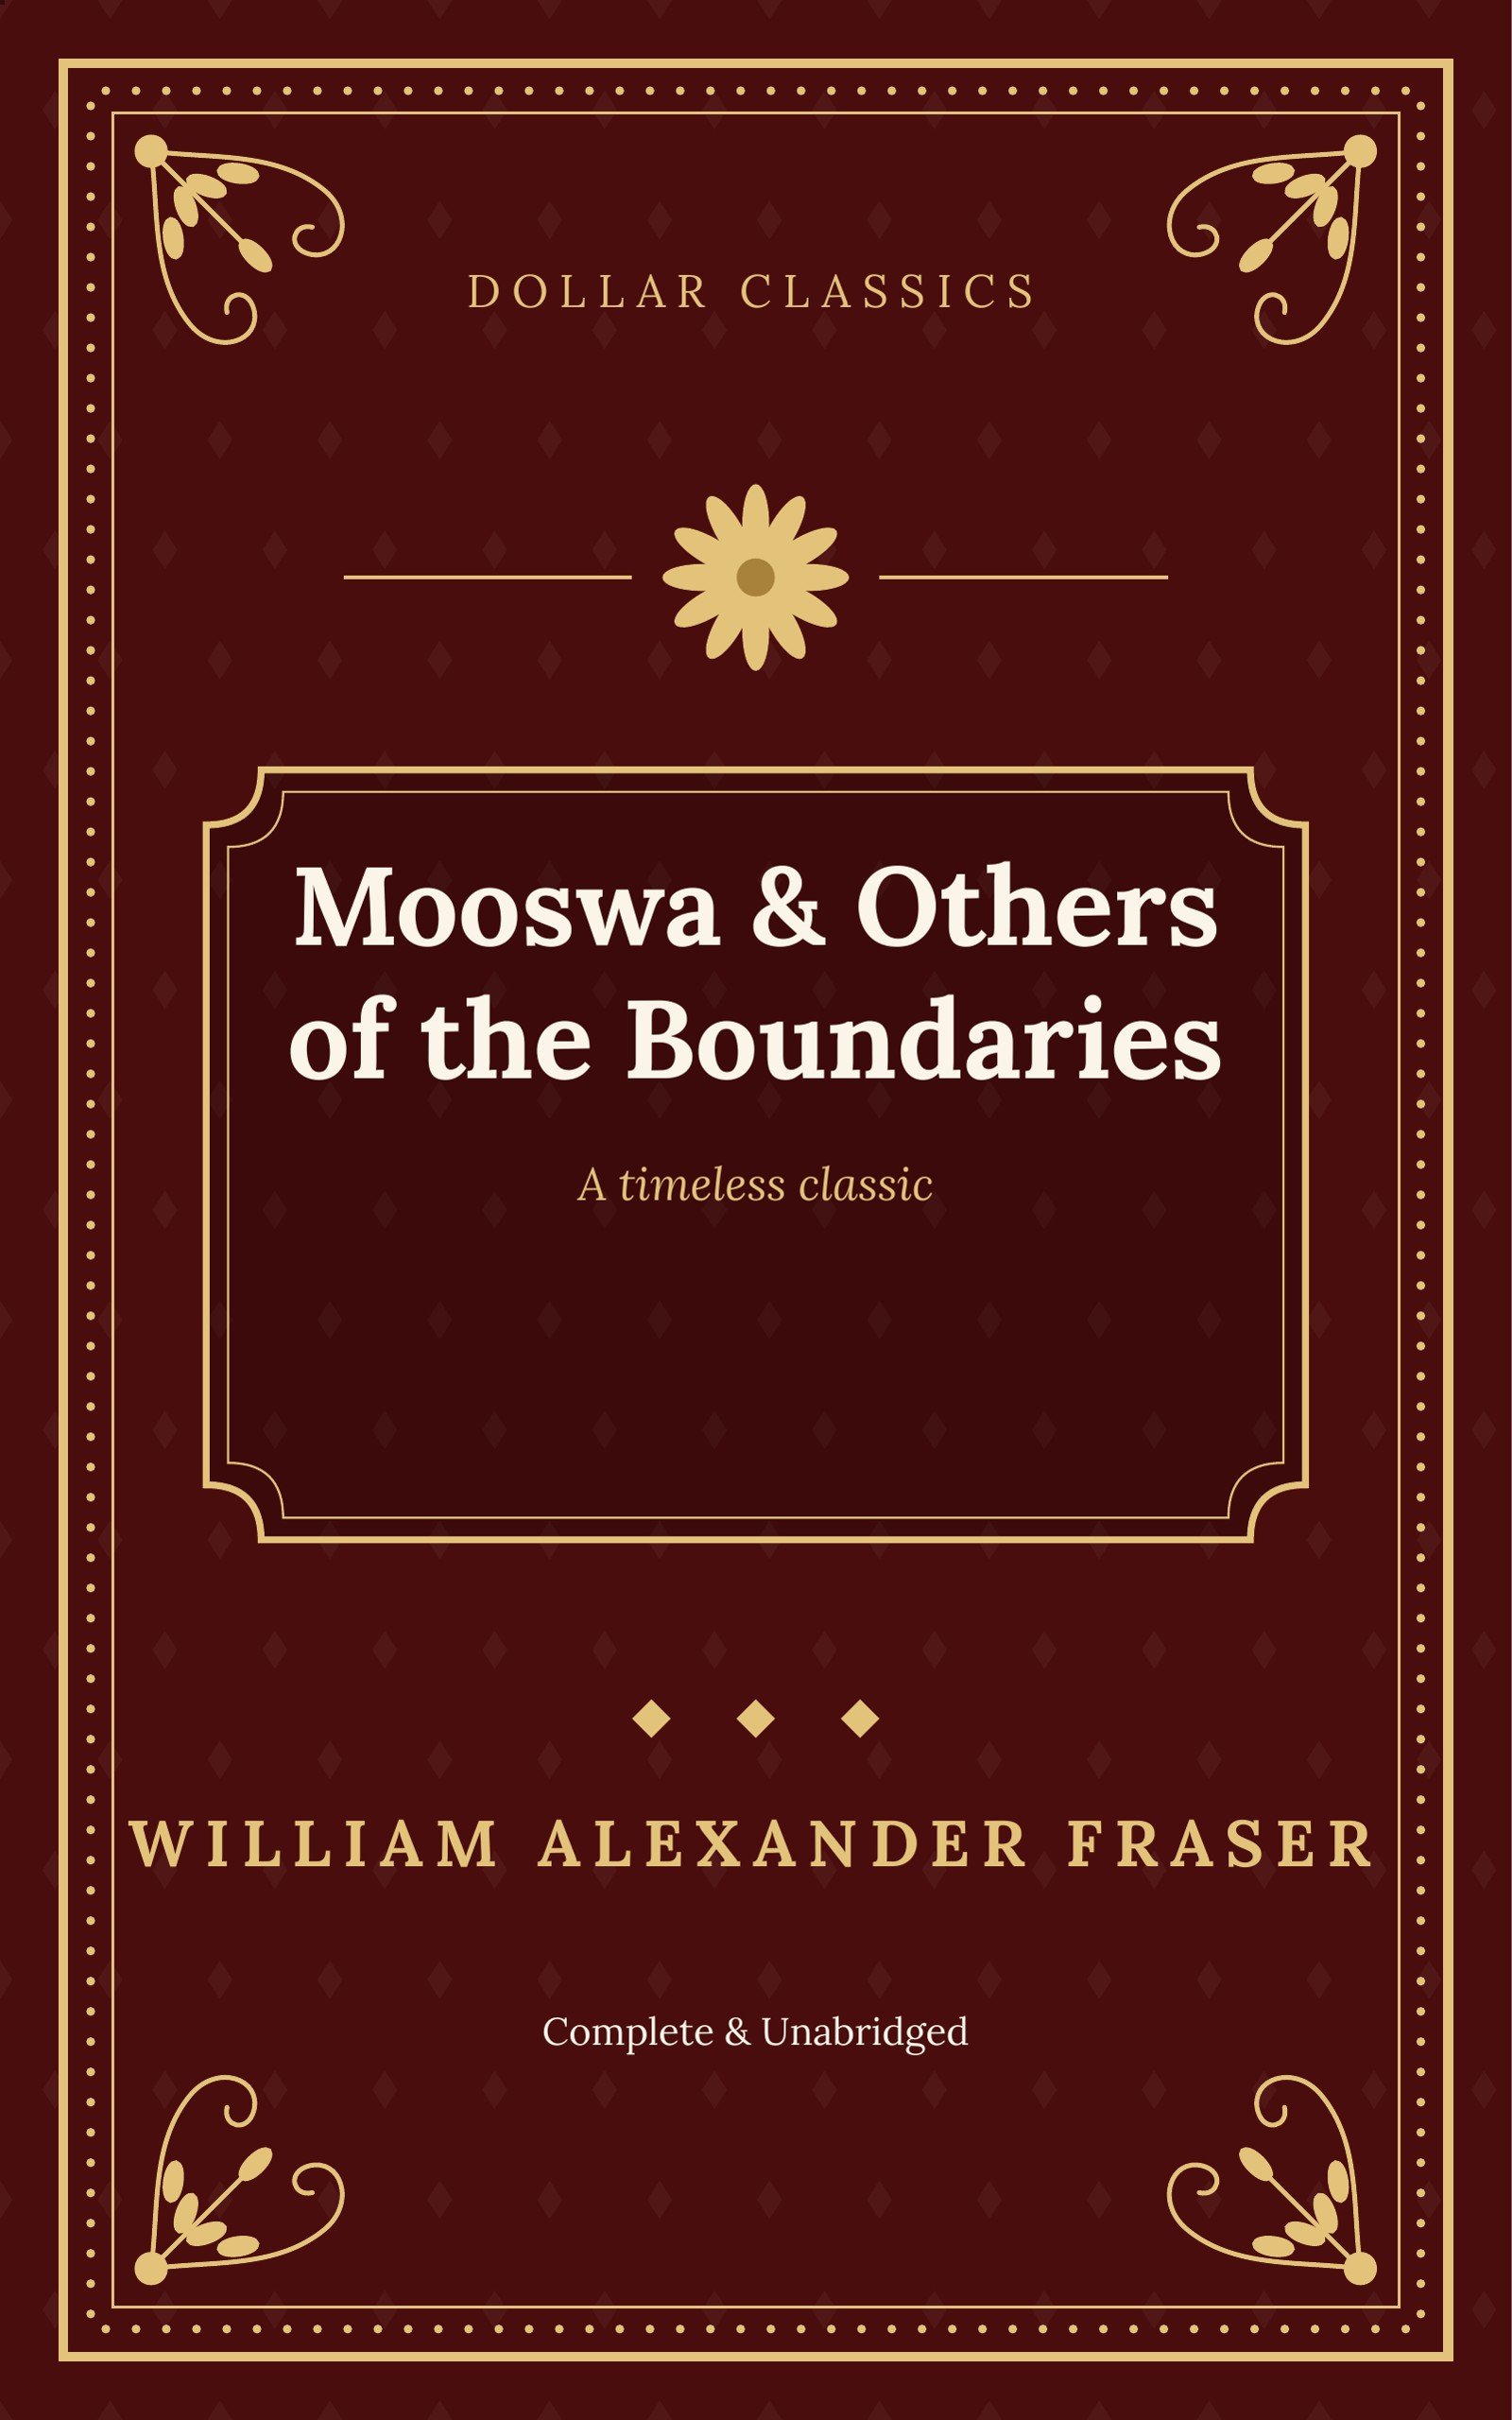 DOLLAR CLASSICS
Mooswa & Others
of the Boundaries
A timeless classic
WILLIAM ALEXANDER FRASER
Complete & Unabridged